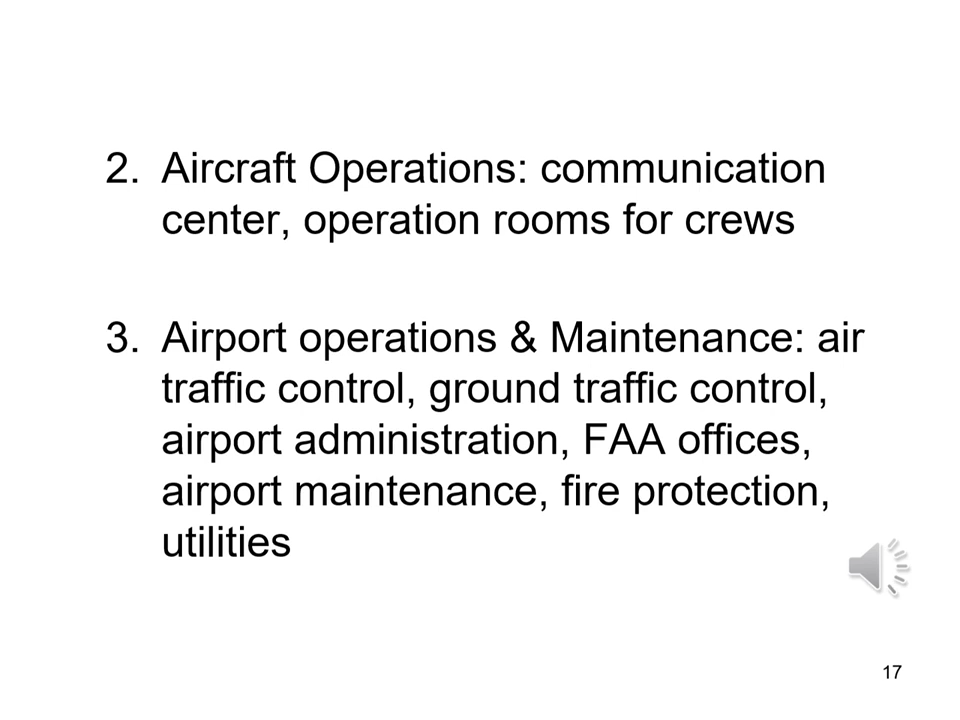 2. Aircraft Operations: communication
center, operation rooms for crews
3. Airport operations & Maintenance: air
traffic control, ground traffic control,
airport administration, FAA offices,
airport maintenance, fire protection,
utilities
17